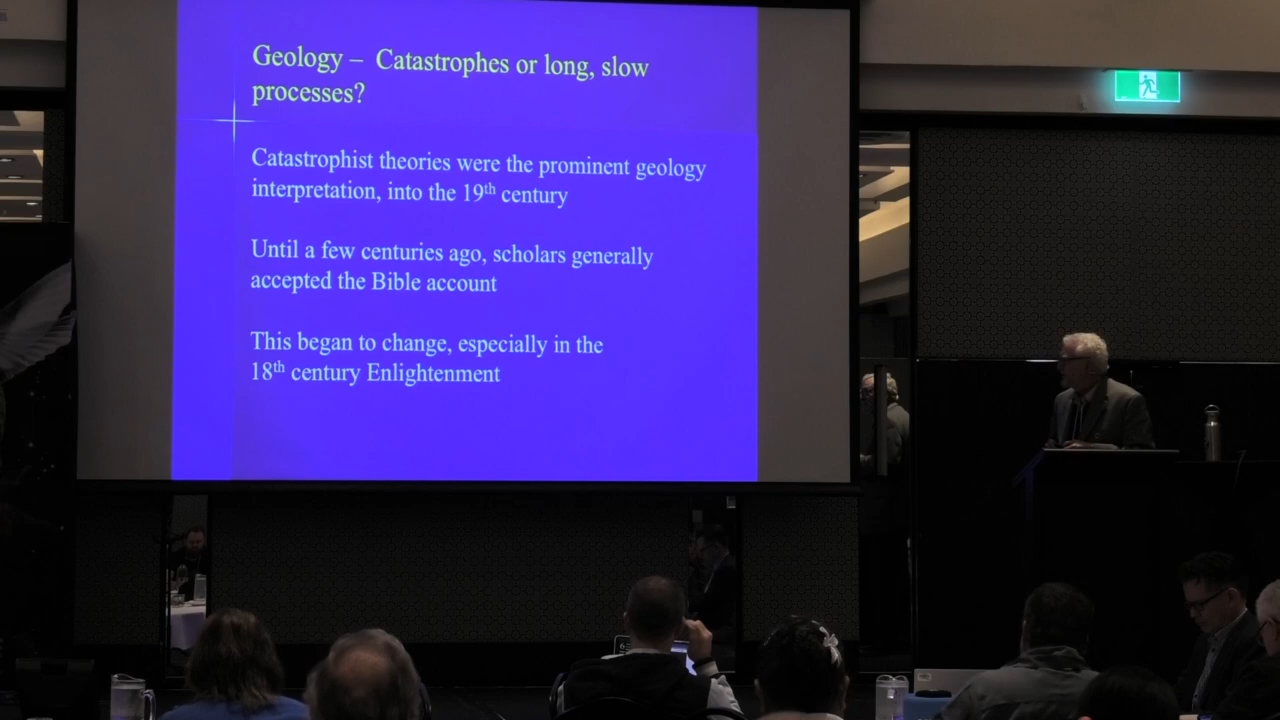 Geology – Catastrophes or long, slow
processes?
Catastrophist theories were the prominent geology
interpretation, into the 19th century
Until a few centuries ago, scholars generally
accepted the Bible account
This began to change, especially in the
18th century Enlightenment